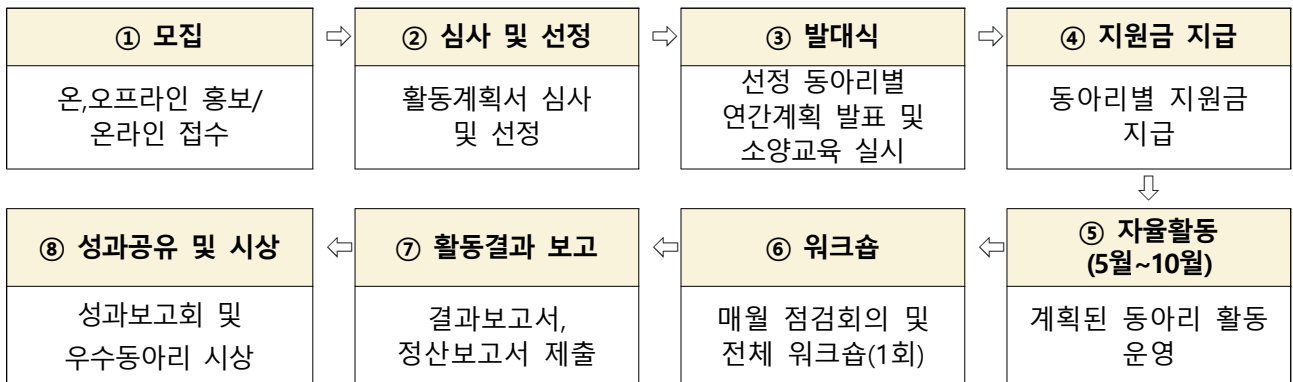 ① 모집
온,오프라인 홍보/
온라인 접수
⇨
② 심사 및 선정
활동계획서 심사
및 선정
⇨
③ 발대식
선정 동아리별
연간계획 발표 및
소양교육 실시
⇨
④ 지원금 지급
동아리별 지원금
지급
⇩
⑤ 자율활동
(5월~10월)
계획된 동아리 활동
운영
⇦
⑥ 워크숍
매월 점검회의 및
전체 워크숍(1회)
⇦
⑦ 활동결과 보고
결과보고서,
정산보고서 제출
⇦
⑧ 성과공유 및 시상
성과보고회 및
우수동아리 시상